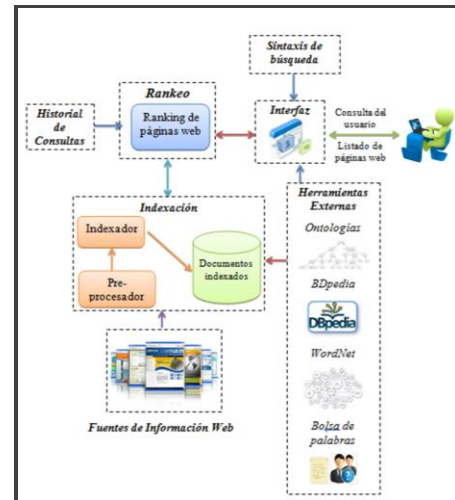 Sintaxis de
búsqueda
Rankeo
Ranking de
páginas web
Historial
de
Consultas
Interfaz
Consulta del
usuario
Listado de
páginas web
Indexación
Indexador
Pre-
procesador
Documentos
indexados
Herramientas
Externas
Ontologías
BDpedia
DBpedia
WordNet
Bolsa de
palabras
Fuentes de Información Web